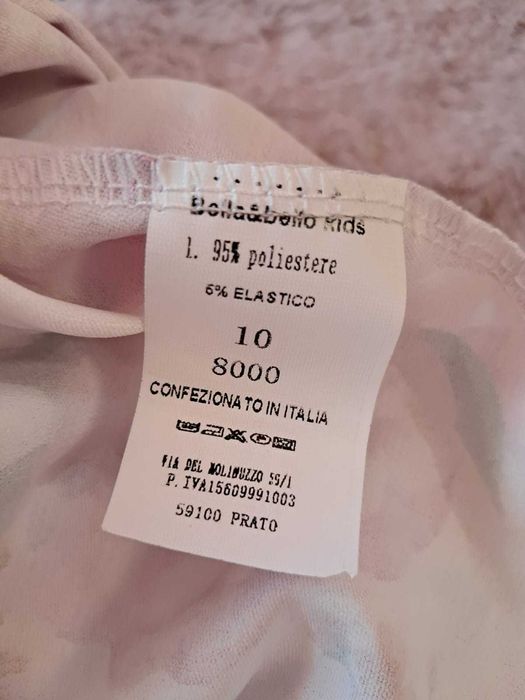 Bella&bello Kids
1. 95% poliestere
5% ELASTICO
10
8000
CONFEZIONATO IN ITALIA
VIA DEL MOLINUZZO 59/1
P. IVA15609991003
59100 PRATO